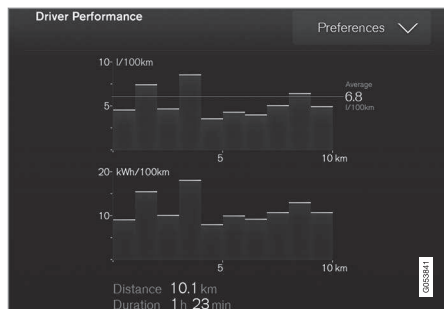 Driver Performance
Preferences
10 l/100km
Average
6.8
l/100km
5
5 10 km
20 kWh/100km
10
5 10 km
G053841
Distance 10.1 km
Duration 1 h 23 min